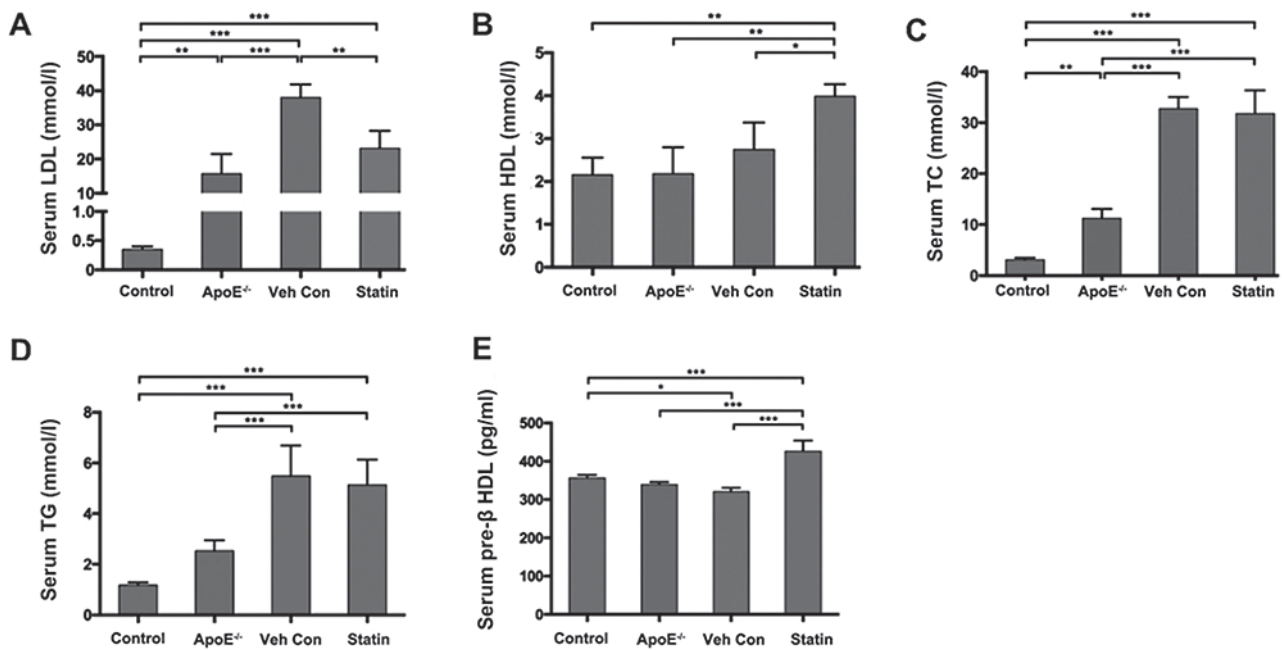 A
***
***
** *** **
Serum LDL (mmol/l)
50
40
30
20
10
1.0
0.5
0
Control ApoE-/- Veh Con Statin
B
**
**
*
Serum HDL (mmol/l)
5
4
3
2
1
0
Control ApoE-/- Veh Con Statin
C
***
***
***
** ***
Serum TC (mmol/l)
40
30
20
10
0
Control ApoE-/- Veh Con Statin
D
***
***
***
***
Serum TG (mmol/l)
8
6
4
2
0
Control ApoE-/- Veh Con Statin
E
***
*
***
***
Serum pre-β HDL (pg/ml)
500
400
300
200
100
0
Control ApoE-/- Veh Con Statin